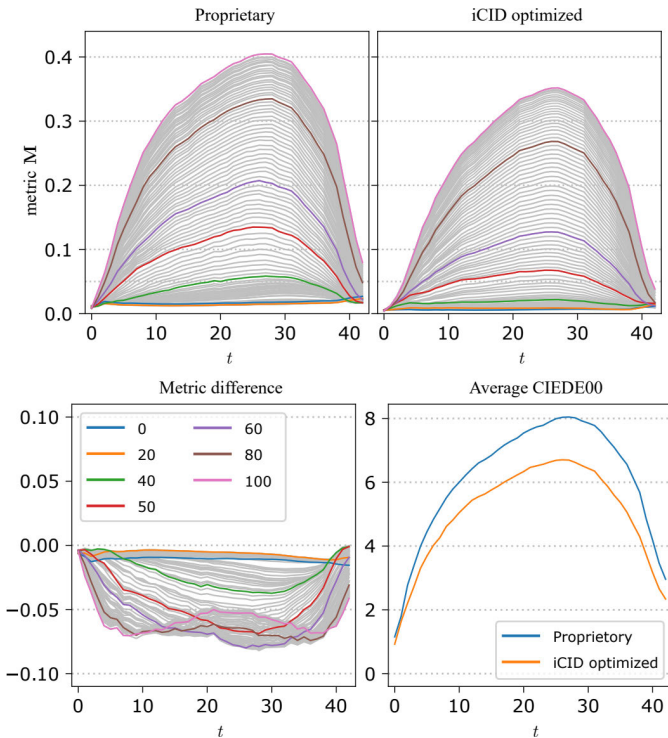 Proprietary
iCID optimized
metric M
0.4
0.3
0.2
0.1
0.0
0 10 20 30 40
0 10 20 30 40
t
t
Metric difference
Average CIEDE00
0.10
0.05
0.00
−0.05
−0.10
0
20
40
50
60
80
100
0 10 20 30 40
t
8
6
4
2
0
Proprietory
iCID optimized
0 10 20 30 40
t